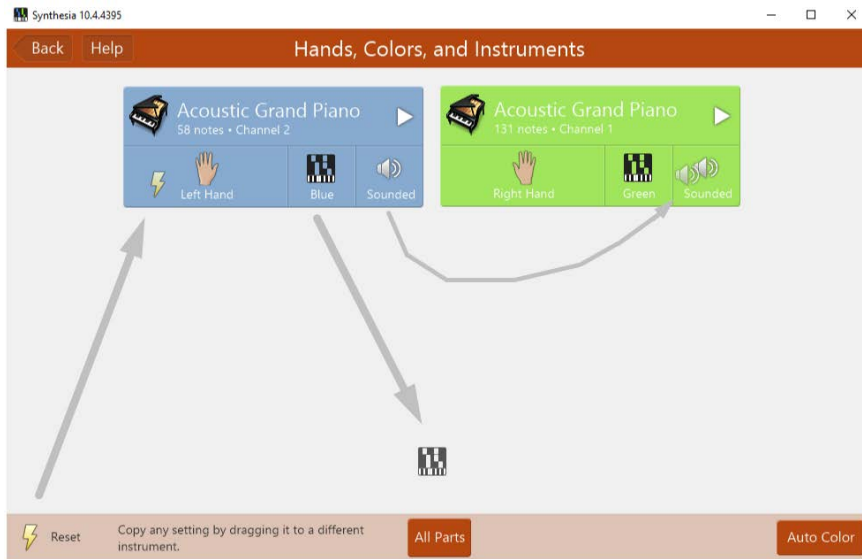 Synthesia 10.4.4395
Back
Help
Hands, Colors, and Instruments
Acoustic Grand Piano
58 notes • Channel 2
Left Hand
Blue
Sounded
Acoustic Grand Piano
131 notes • Channel 1
Right Hand
Green
Sounded
Reset
Copy any setting by dragging it to a different
instrument.
All Parts
Auto Color